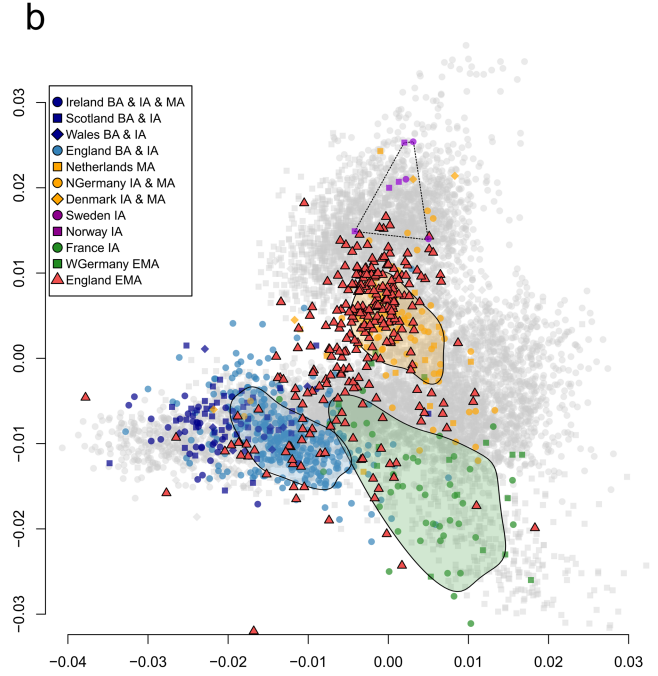 b
Ireland BA & IA & MA
Scotland BA & IA
Wales BA & IA
England BA & IA
Netherlands MA
NGermany IA & MA
Denmark IA & MA
Sweden IA
Norway IA
France IA
WGermany EMA
England EMA
0.03
0.02
0.01
0.00
−0.01
−0.02
−0.03
−0.04 −0.03 −0.02 −0.01 0.00 0.01 0.02 0.03